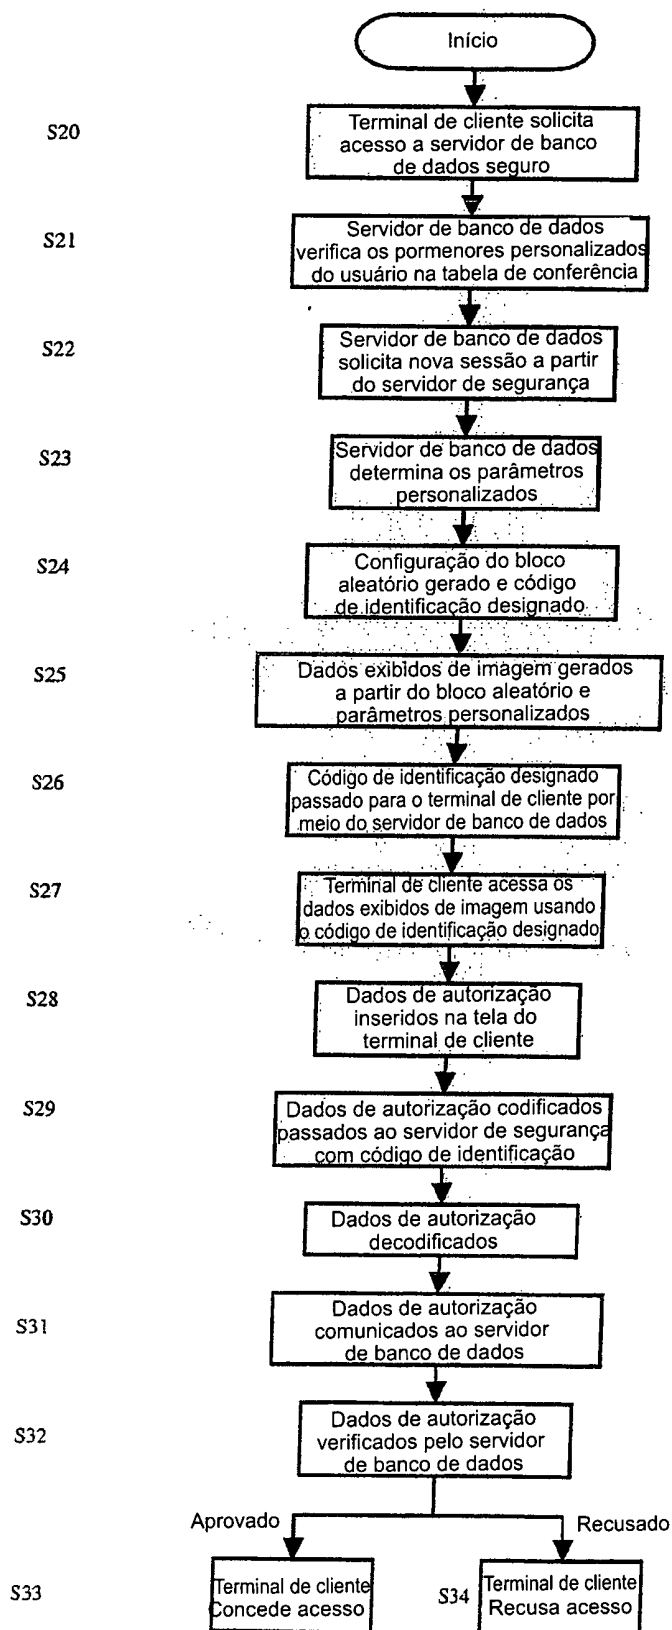 Início
S20
Terminal de cliente solicita
acesso a servidor de banco
de dados seguro
S21
Servidor de banco de dados
verifica os pormenores personalizados
do usuário na tabela de conferência
S22
Servidor de banco de dados
solicita nova sessão a partir
do servidor de segurança
S23
Servidor de banco de dados
determina os parâmetros
personalizados
S24
Configuração do bloco
aleatório gerado e código
de identificação designado
S25
Dados exibidos de imagem gerados
a partir do bloco aleatório e
parâmetros personalizados
S26
Código de identificação designado
passado para o terminal de cliente por
meio do servidor de banco de dados
S27
Terminal de cliente acessa os
dados exibidos de imagem usando
o código de identificação designado
S28
Dados de autorização
inseridos na tela do
terminal de cliente
S29
Dados de autorização codificados
passados ao servidor de segurança
com código de identificação
S30
Dados de autorização
decodificados
S31
Dados de autorização
comunicados ao servidor
de banco de dados
S32
Dados de autorização
verificados pelo servidor
de banco de dados
Aprovado
Recusado
S33
Terminal de cliente
Concede acesso
S34
Terminal de cliente
Recusa acesso